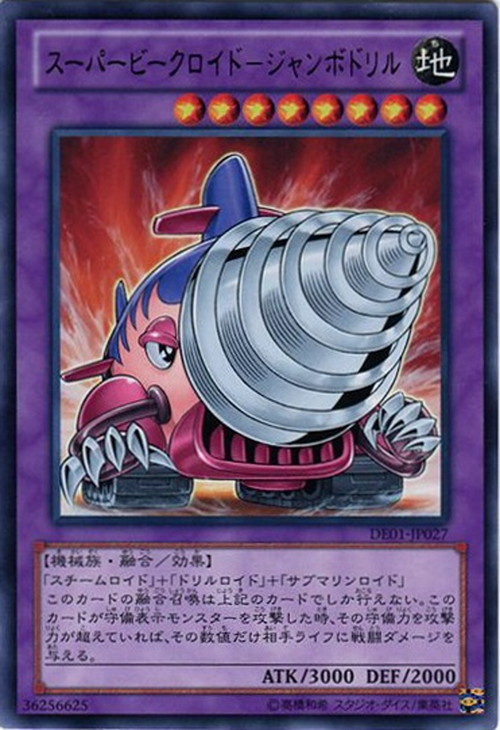 スーパービークロイド－ジャンボドリル
地
DE01-JP027
【機械族・融合／効果】
「スチームロイド」＋「ドリルロイド」＋「サブマリンロイド」
このカードの融合召喚は上記のカードでしか行えない。この
カードが守備表示モンスターを攻撃した時、その守備力を攻撃
力が超えていれば、その数値だけ相手ライフに戦闘ダメージを
与える。
ATK/3000 DEF/2000
36256625
©高橋和希 スタジオ・ダイス/集英社